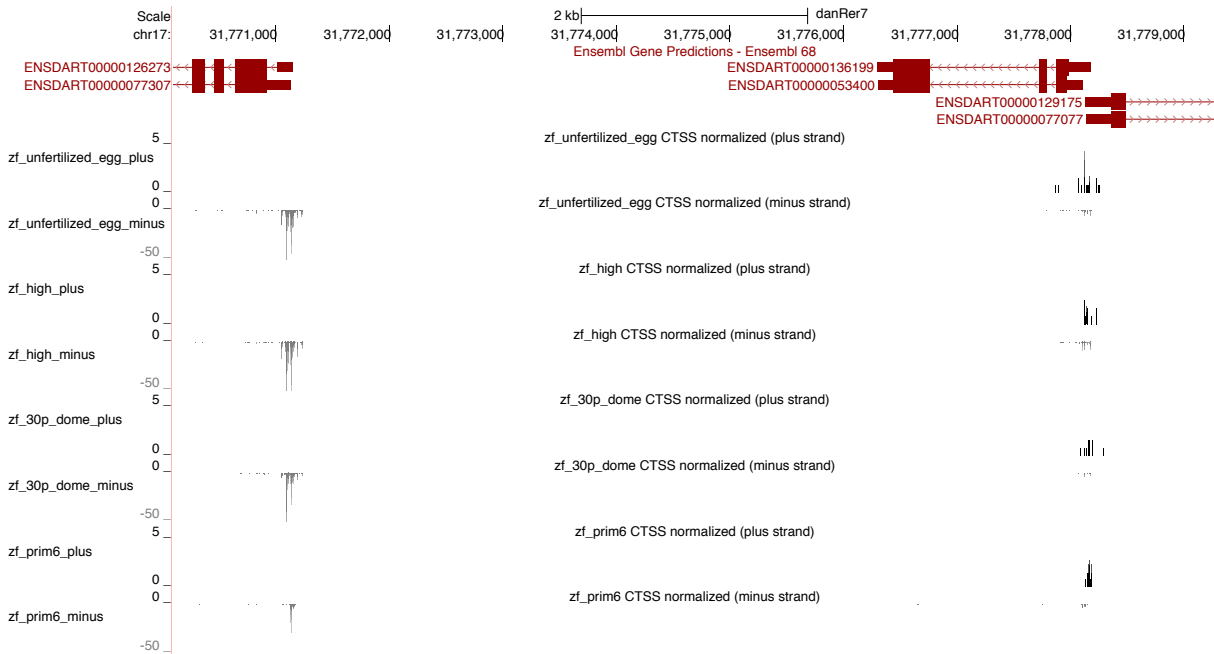 Scale 2 kb danRer7
chr17: 31,771,000 31,772,000 31,773,000 31,774,000 31,775,000 31,776,000 31,777,000 31,778,000 31,779,000
Ensembl Gene Predictions - Ensembl 68
ENSDART00000126273 ENSDART00000136199
ENSDART00000077307 ENSDART00000053400
ENSDART00000129175
ENSDART00000077077
zf_unfertilized_egg CTSS normalized (plus strand)
5
zf_unfertilized_egg_plus
0
zf_unfertilized_egg CTSS normalized (minus strand)
0
zf_unfertilized_egg_minus
-50
zf_high CTSS normalized (plus strand)
5
zf_high_plus
0
zf_high CTSS normalized (minus strand)
0
zf_high_minus
-50
zf_30p_dome CTSS normalized (plus strand)
5
zf_30p_dome_plus
0
zf_30p_dome CTSS normalized (minus strand)
0
zf_30p_dome_minus
-50
zf_prim6 CTSS normalized (plus strand)
5
zf_prim6_plus
0
zf_prim6 CTSS normalized (minus strand)
0
zf_prim6_minus
-50